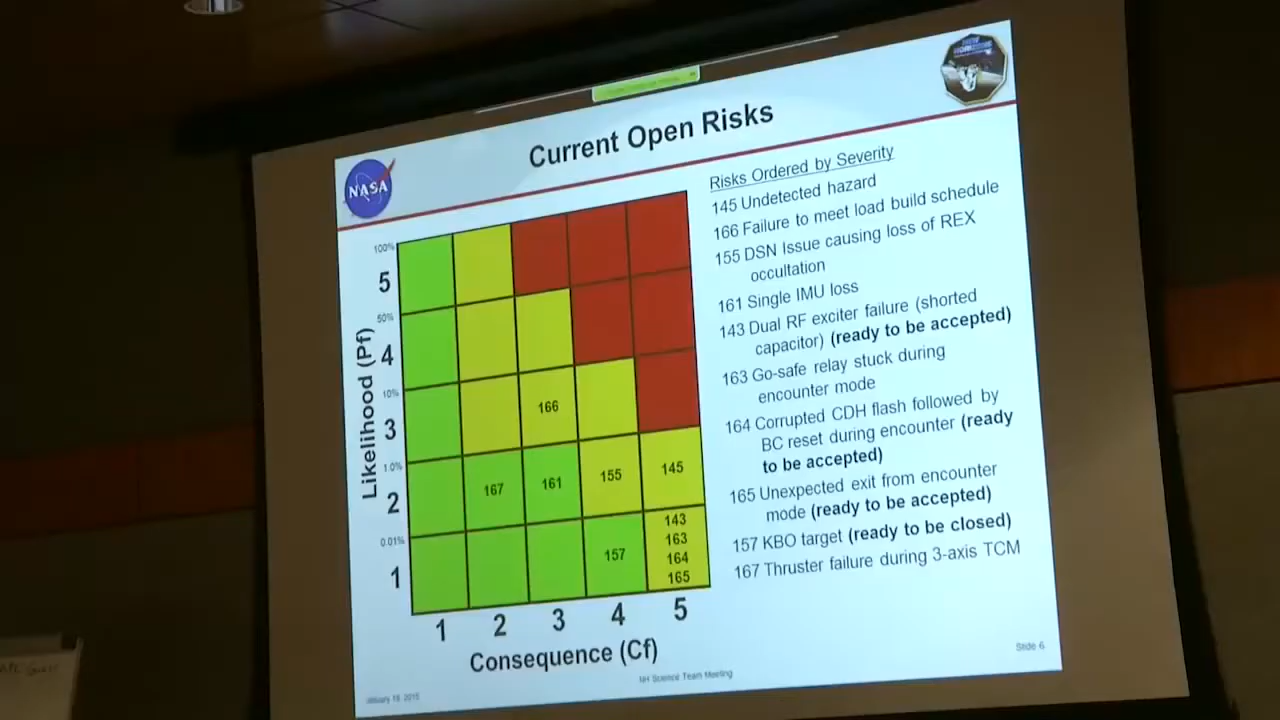 Current Open Risks
NEW HORIZONS
NASA
Risks Ordered by Severity
145 Undetected hazard
166 Failure to meet load build schedule
155 DSN Issue causing loss of REX
occultation
161 Single IMU loss
143 Dual RF exciter failure (shorted
capacitor) (ready to be accepted)
163 Go-safe relay stuck during
encounter mode
164 Corrupted CDH flash followed by
BC reset during encounter (ready
to be accepted)
165 Unexpected exit from encounter
mode (ready to be accepted)
157 KBO target (ready to be closed)
167 Thruster failure during 3-axis TCM
Likelihood (Pf)
100%
5
50%
4
10%
3
166
1.0%
2
167 161 155 145
0.01%
1
157
143
163
164
165
1 2 3 4 5
Consequence (Cf)
January 2015
NH Science Team Meeting
Slide 6